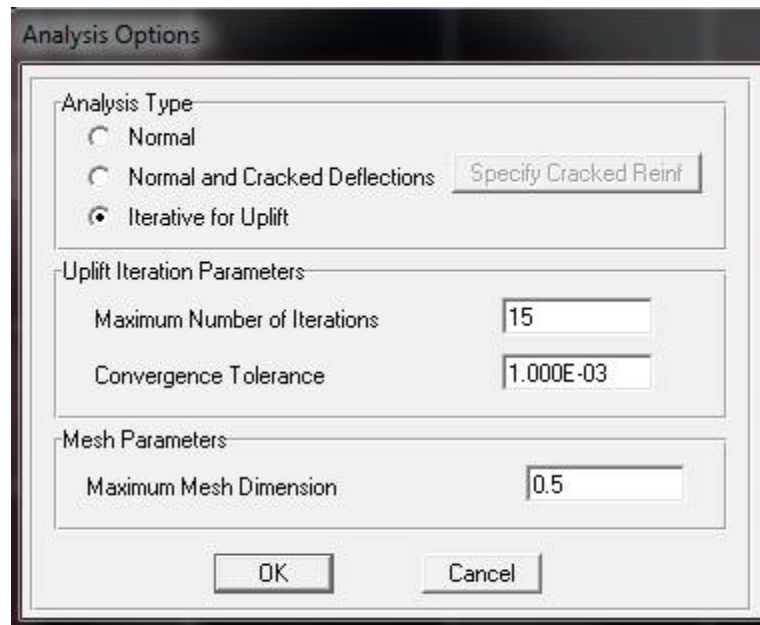 Analysis Options
Analysis Type
Normal
Normal and Cracked Deflections
Specify Cracked Reinf
Iterative for Uplift
Uplift Iteration Parameters
Maximum Number of Iterations
15
Convergence Tolerance
1.000E-03
Mesh Parameters
Maximum Mesh Dimension
0.5
OK
Cancel